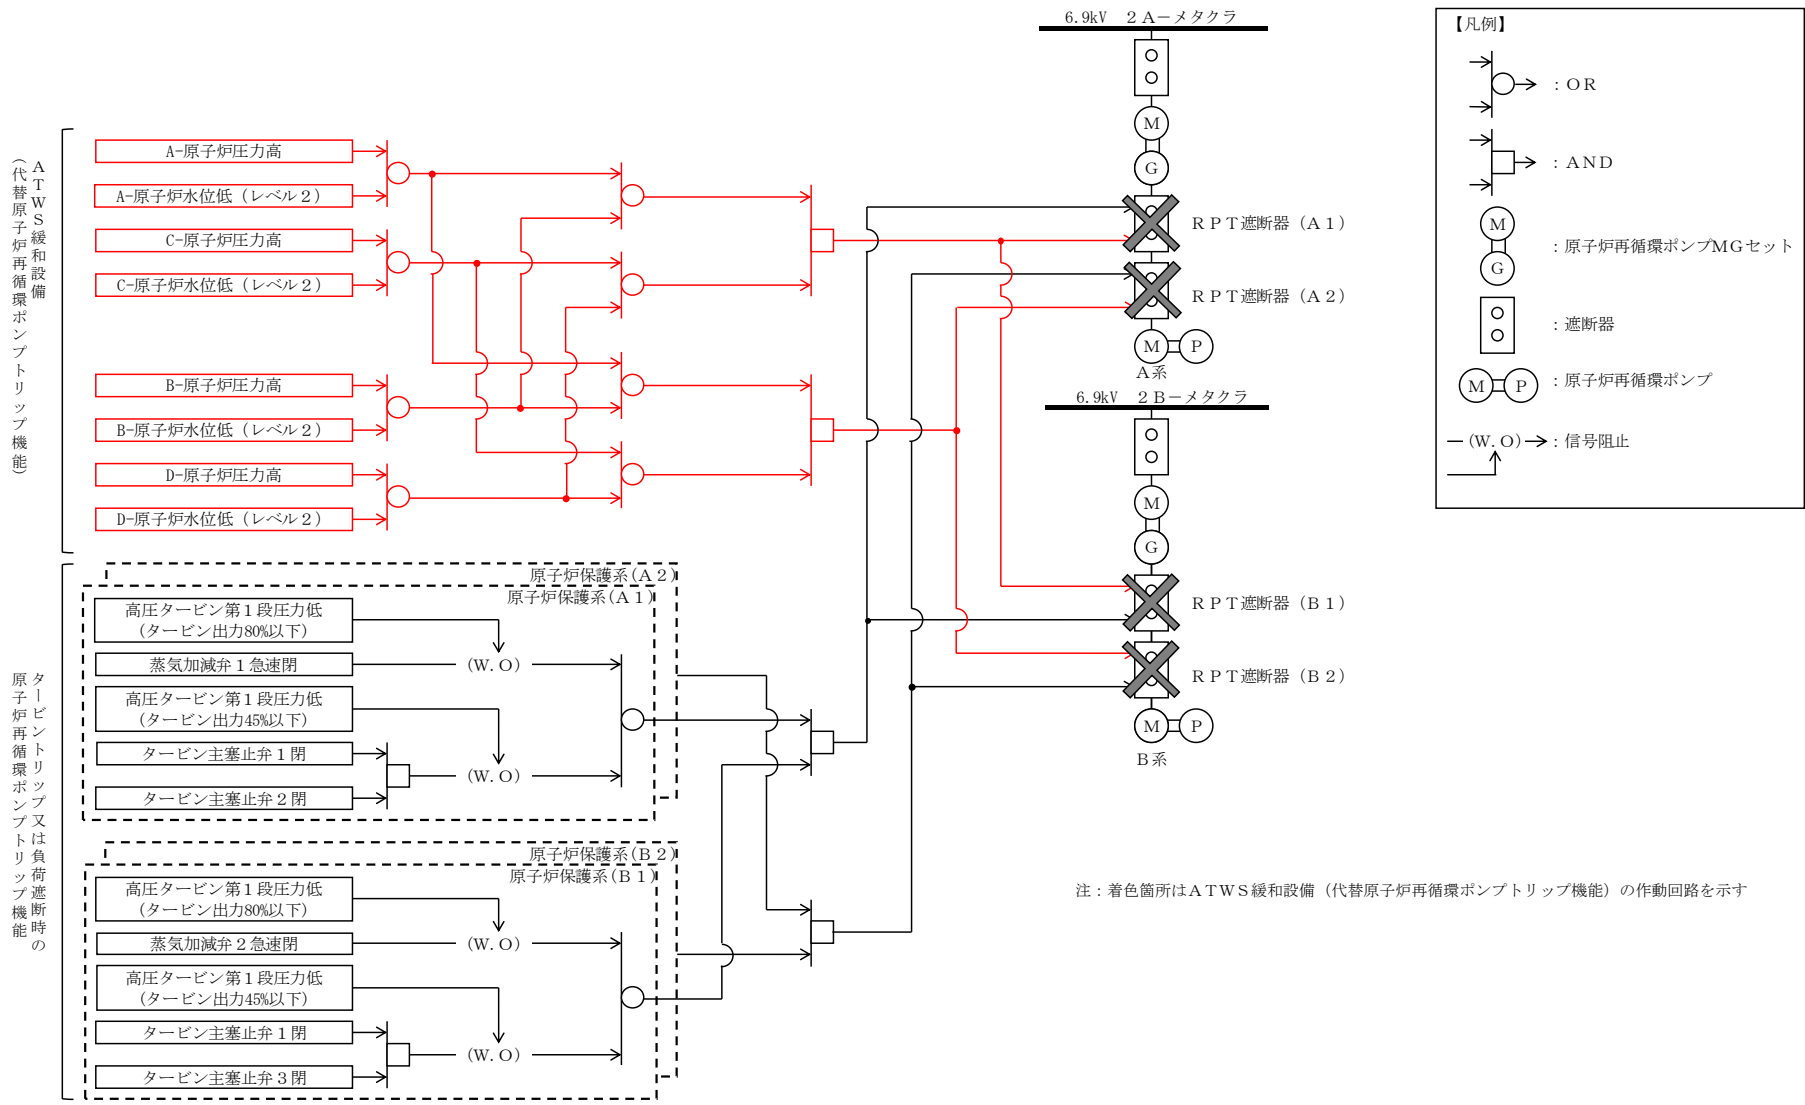 ATWS緩和設備
(代替原子炉再循環ポンプトリップ機能)
A-原子炉圧力高
A-原子炉水位低(レベル2)
C-原子炉圧力高
C-原子炉水位低(レベル2)
B-原子炉圧力高
B-原子炉水位低(レベル2)
D-原子炉圧力高
D-原子炉水位低(レベル2)
タービントリップ又は負荷遮断時の
原子炉再循環ポンプトリップ機能
原子炉保護系(A2)
原子炉保護系(A1)
高圧タービン第1段圧力低
(タービン出力80%以下)
(W.O)
蒸気加減弁1急速閉
高圧タービン第1段圧力低
(タービン出力45%以下)
タービン主塞止弁1閉
(W.O)
タービン主塞止弁2閉
原子炉保護系(B2)
原子炉保護系(B1)
高圧タービン第1段圧力低
(タービン出力80%以下)
(W.O)
蒸気加減弁2急速閉
高圧タービン第1段圧力低
(タービン出力45%以下)
タービン主塞止弁1閉
(W.O)
タービン主塞止弁3閉
6.9kV 2A-メタクラ
M
G
RPT遮断器(A1)
RPT遮断器(A2)
M P
A系
6.9kV 2B-メタクラ
M
G
RPT遮断器(B1)
RPT遮断器(B2)
M P
B系
【凡例】
:OR
:AND
M
G
:原子炉再循環ポンプMGセット
:遮断器
M P :原子炉再循環ポンプ
(W.O) :信号阻止
注:着色箇所はATWS緩和設備(代替原子炉再循環ポンプトリップ機能)の作動回路を示す